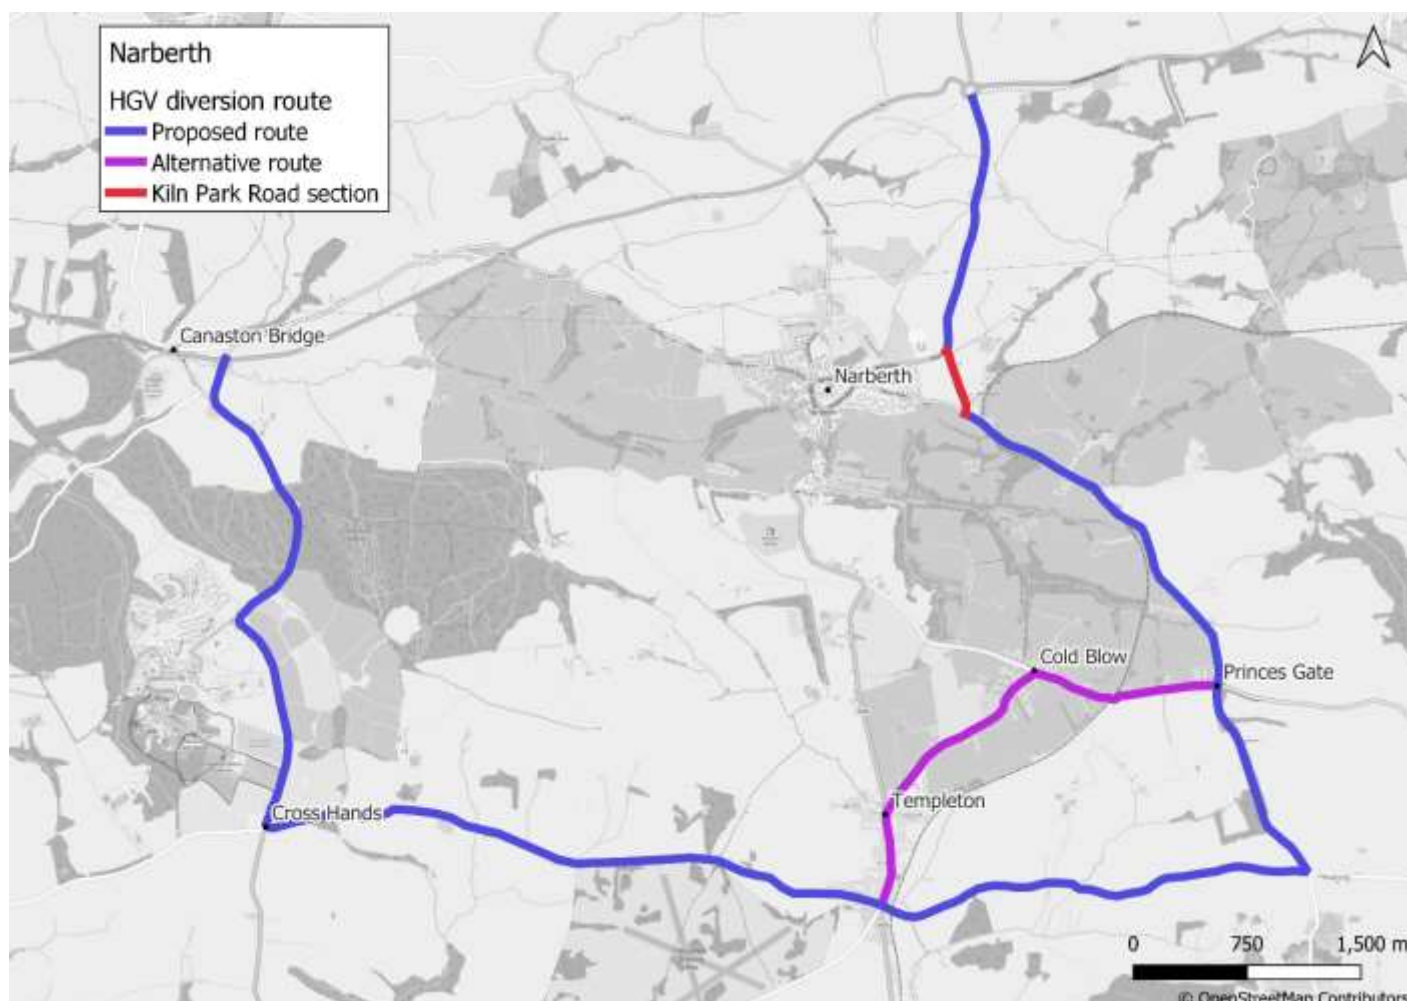 Narberth
HGV diversion route
Proposed route
Alternative route
Kiln Park Road section
Canaston Bridge
Narberth
Cold Blow
Princes Gate
Templeton
Cross Hands
0 750 1,500 m
© OpenStreetMap Contributors